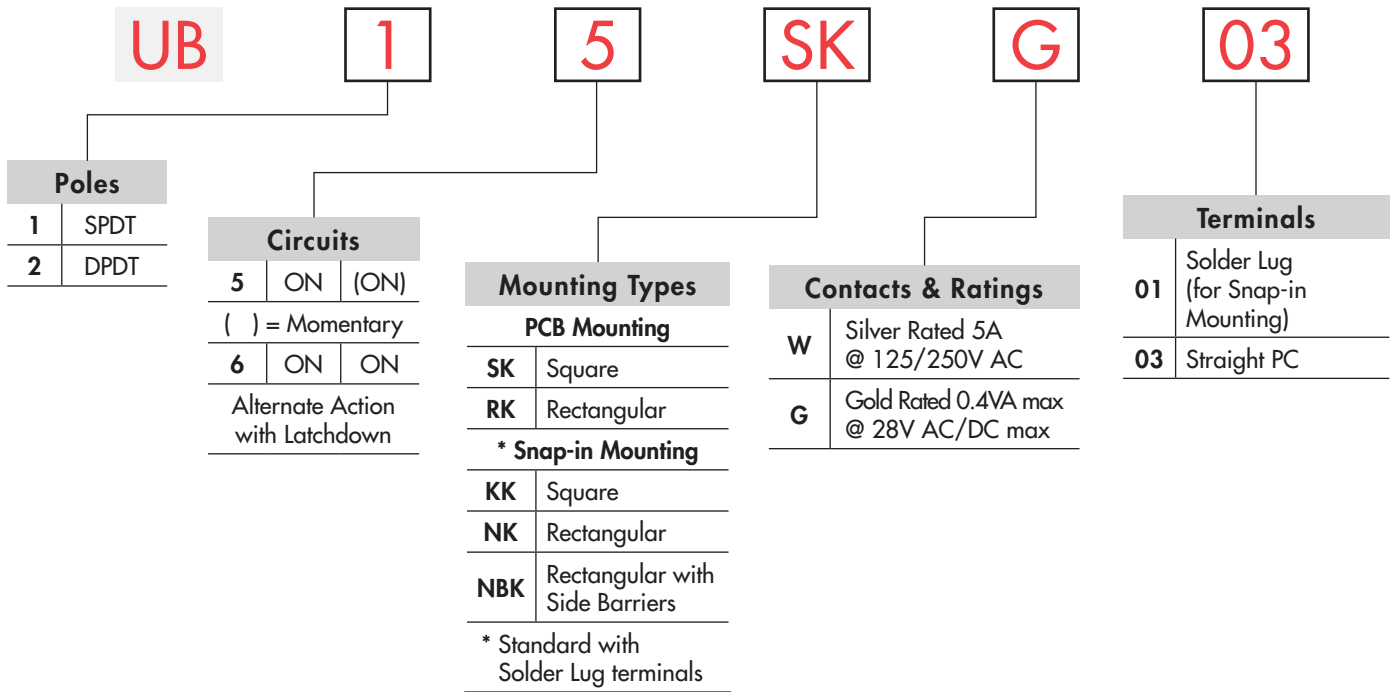 UB 1 5 SK G 03
Poles
1 SPDT
2 DPDT
Circuits
5 ON (ON)
( ) = Momentary
6 ON ON
Alternate Action
with Latchdown
Mounting Types
PCB Mounting
SK Square
RK Rectangular
* Snap-in Mounting
KK Square
NK Rectangular
NBK Rectangular with
Side Barriers
* Standard with
Solder Lug terminals
Contacts & Ratings
W Silver Rated 5A
@ 125/250V AC
G Gold Rated 0.4VA max
@ 28V AC/DC max
Terminals
01 Solder Lug
(for Snap-in
Mounting)
03 Straight PC